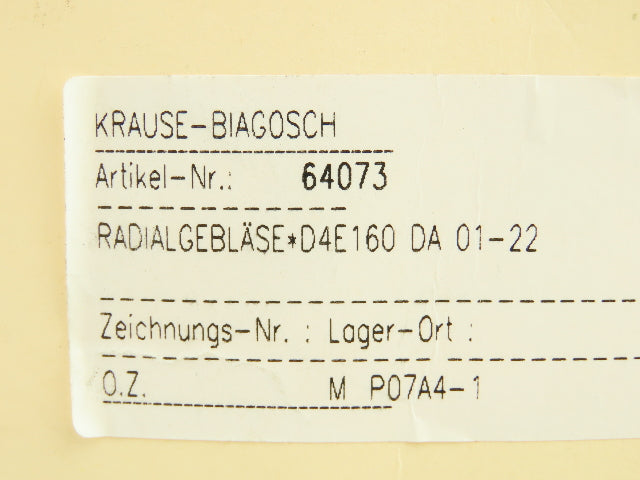 KRAUSE-BIAGOSCH
Artikel-Nr.: 64073
RADIALGEBLÄSE*D4E160 DA 01-22
Zeichnungs-Nr. : Lager-Ort :
O.Z. M P07A4-1